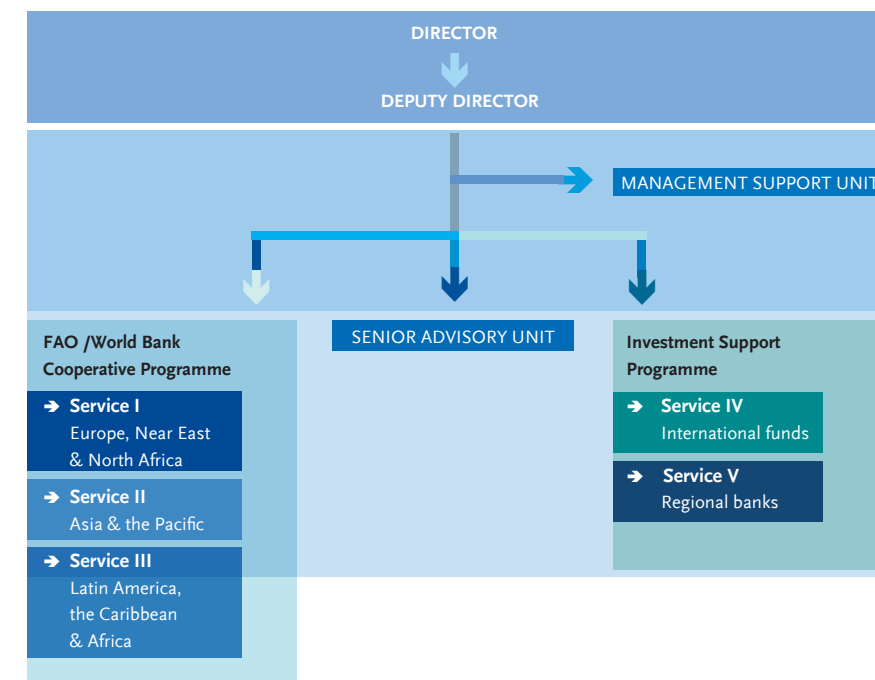 DIRECTOR
DEPUTY DIRECTOR
MANAGEMENT SUPPORT UNIT
FAO /World Bank
Cooperative Programme
Service I
Europe, Near East
& North Africa
Service II
Asia & the Pacific
Service III
Latin America,
the Caribbean
& Africa
SENIOR ADVISORY UNIT
Investment Support
Programme
Service IV
International funds
Service V
Regional banks